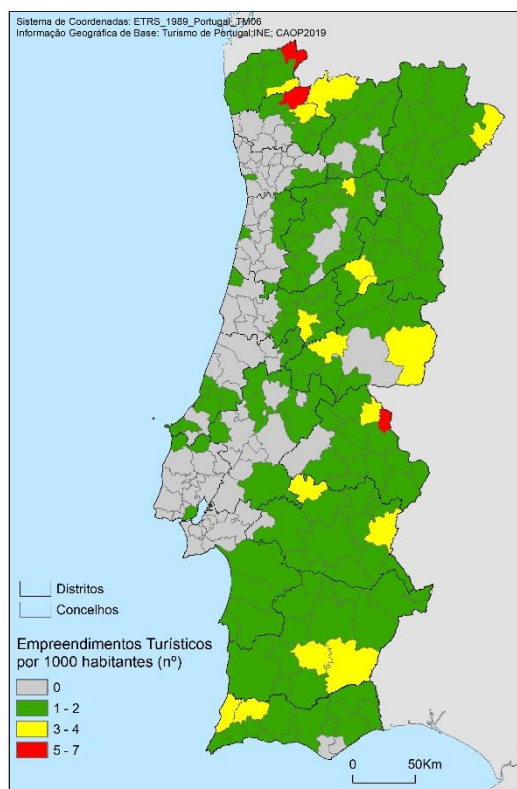 Sistema de Coordenadas: ETRS_1989_Portugal_TM06
Informação Geográfica de Base: Turismo de Portugal;INE; CAOP2019
Distritos
Concelhos
Empreendimentos Turísticos
por 1000 habitantes (nº)
0
1 - 2
3 - 4
5 - 7
0 50Km